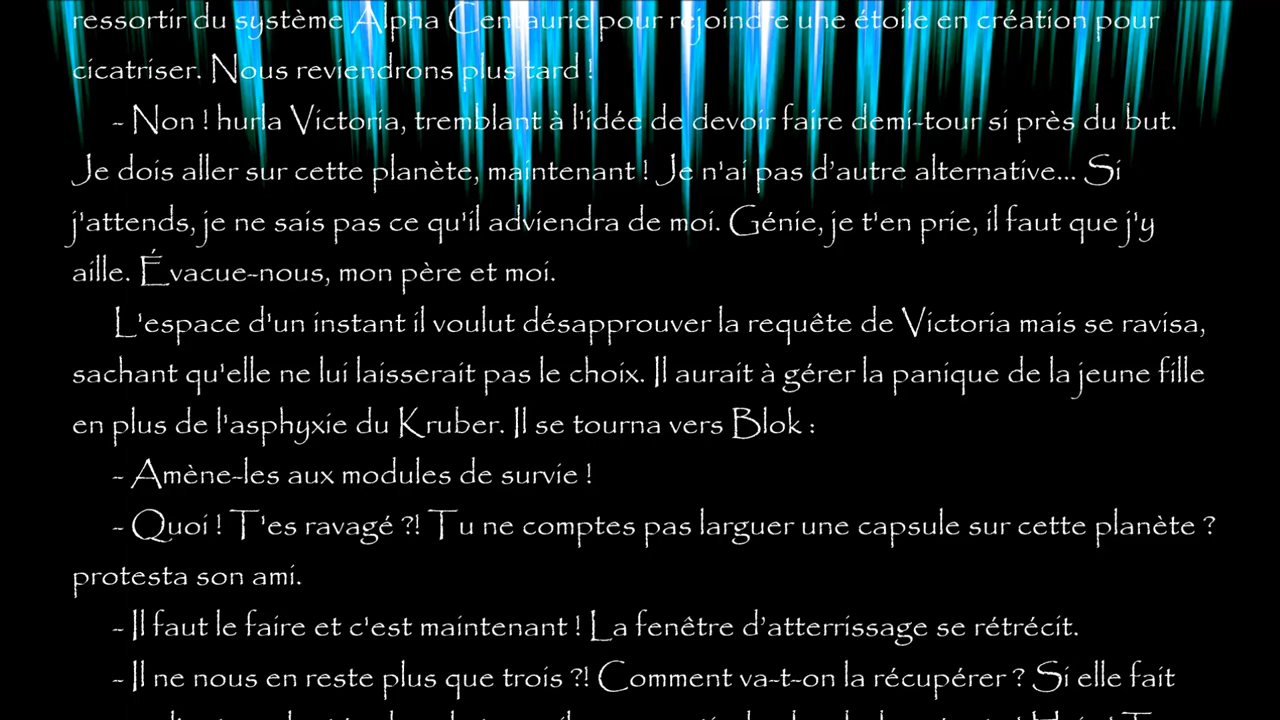 ressortir du système Alpha Centaurie pour rejoindre une étoile en création pour
cicatriser. Nous reviendrons plus tard !
- Non ! hurla Victoria, tremblant à l'idée de devoir faire demi-tour si près du but.
Je dois aller sur cette planète, maintenant ! Je n'ai pas d’autre alternative... Si
j'attends, je ne sais pas ce qu'il adviendra de moi. Génie, je t'en prie, il faut que j'y
aille. Évacue-nous, mon père et moi.
L'espace d'un instant il voulut désapprouver la requête de Victoria mais se ravisa,
sachant qu'elle ne lui laisserait pas le choix. Il aurait à gérer la panique de la jeune fille
en plus de l'asphyxie du Kruber. Il se tourna vers Blok :
- Amène-les aux modules de survie !
- Quoi ! T'es ravagé ?! Tu ne comptes pas larguer une capsule sur cette planète ?
protesta son ami.
- Il faut le faire et c'est maintenant ! La fenêtre d’atterrissage se rétrécit.
- Il ne nous en reste plus que trois ?! Comment va-t-on la récupérer ? Si elle fait